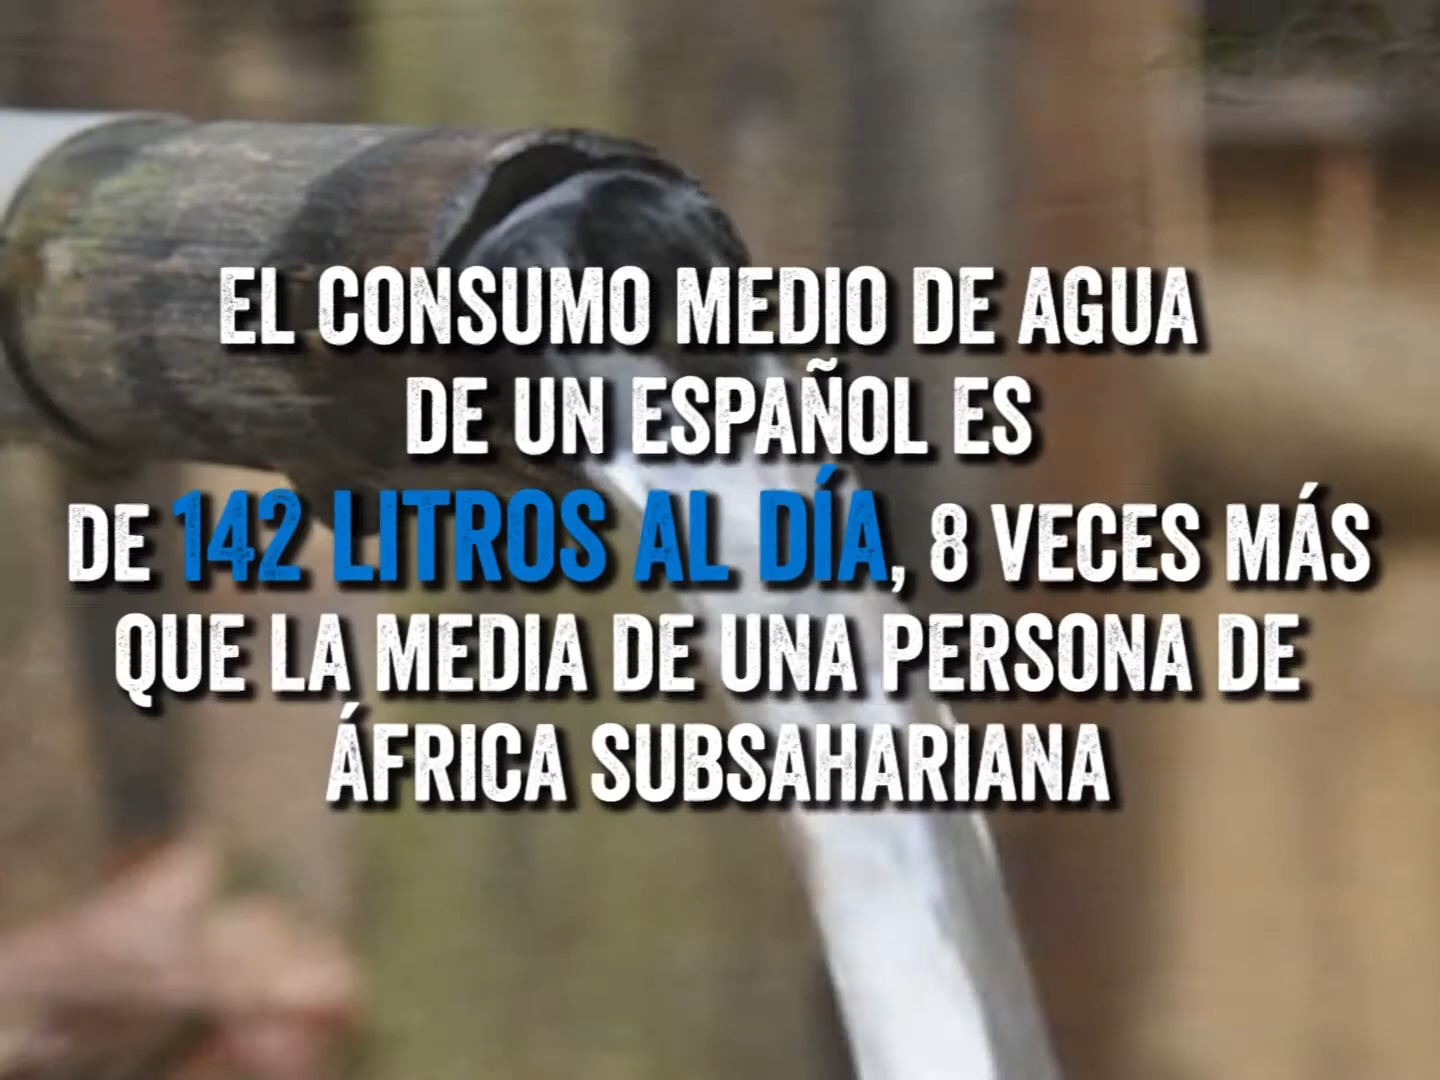 EL CONSUMO MEDIO DE AGUA
DE UN ESPAÑOL ES
DE 142 LITROS AL DÍA, 8 VECES MÁS
QUE LA MEDIA DE UNA PERSONA DE
ÁFRICA SUBSAHARIANA